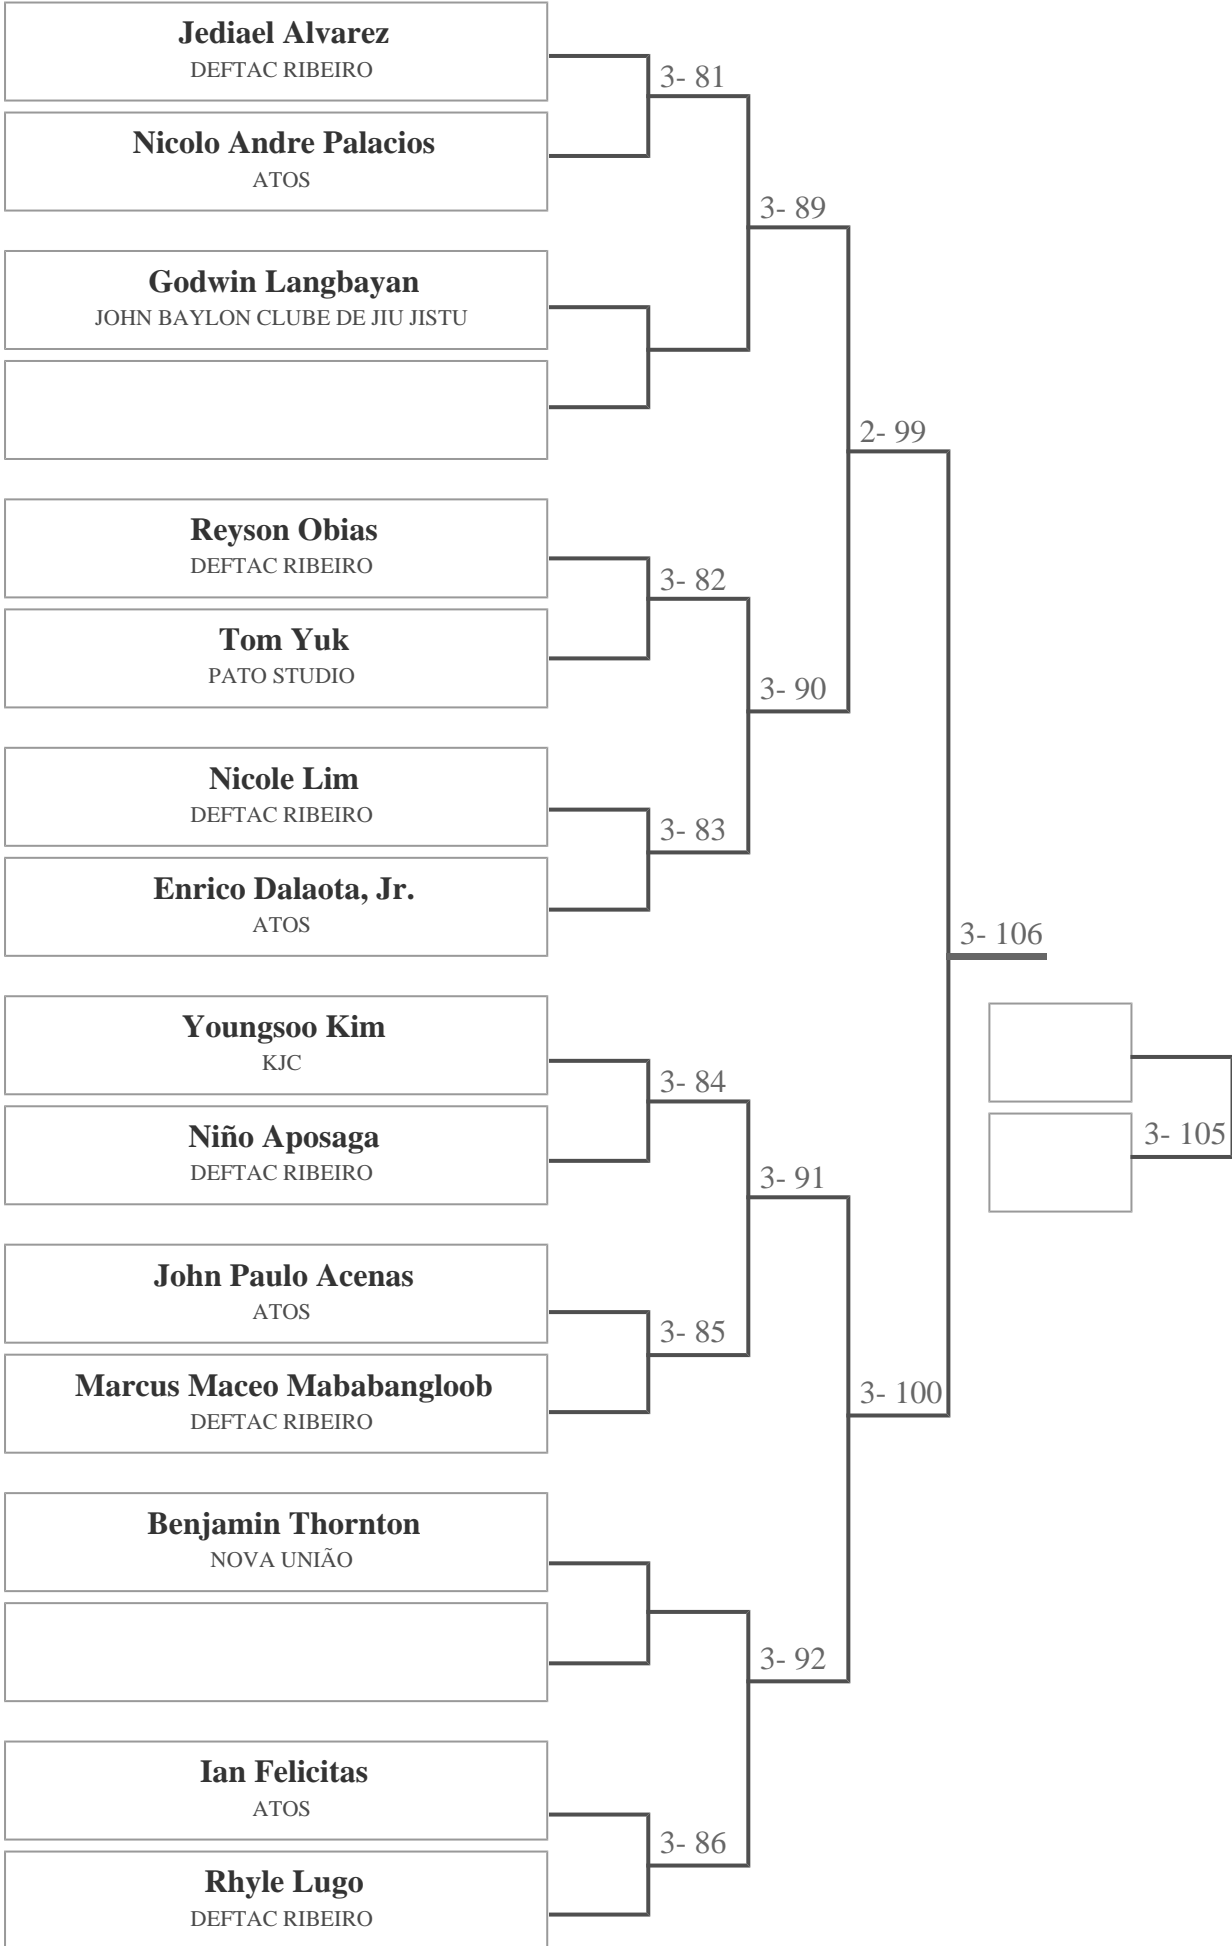 Jediael Alvarez
DEFTAC RIBEIRO
3- 81
Nicolo Andre Palacios
ATOS
3- 89
Godwin Langbayan
JOHN BAYLON CLUBE DE JIU JISTU
2- 99
Reyson Obias
DEFTAC RIBEIRO
3- 82
Tom Yuk
PATO STUDIO
3- 90
Nicole Lim
DEFTAC RIBEIRO
3- 83
Enrico Dalaota, Jr.
ATOS
3- 106
Youngsoo Kim
KJC
3- 84
Niño Aposaga
DEFTAC RIBEIRO
3- 105
3- 91
John Paulo Acenas
ATOS
3- 85
Marcus Maceo Mababangloob
DEFTAC RIBEIRO
3- 100
Benjamin Thornton
NOVA UNIÃO
3- 92
Ian Felicitas
ATOS
3- 86
Rhyle Lugo
DEFTAC RIBEIRO